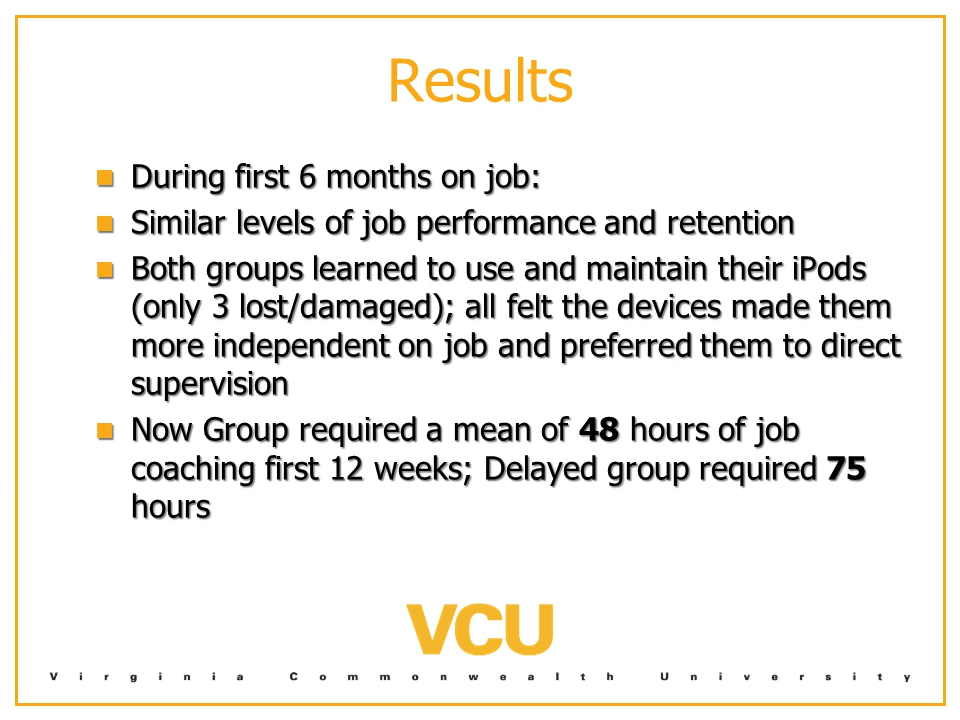 Results
During first 6 months on job:
Similar levels of job performance and retention
Both groups learned to use and maintain their iPods
(only 3 lost/damaged); all felt the devices made them
more independent on job and preferred them to direct
supervision
Now Group required a mean of 48 hours of job
coaching first 12 weeks; Delayed group required 75
hours
VCU
Virginia Commonwealth University